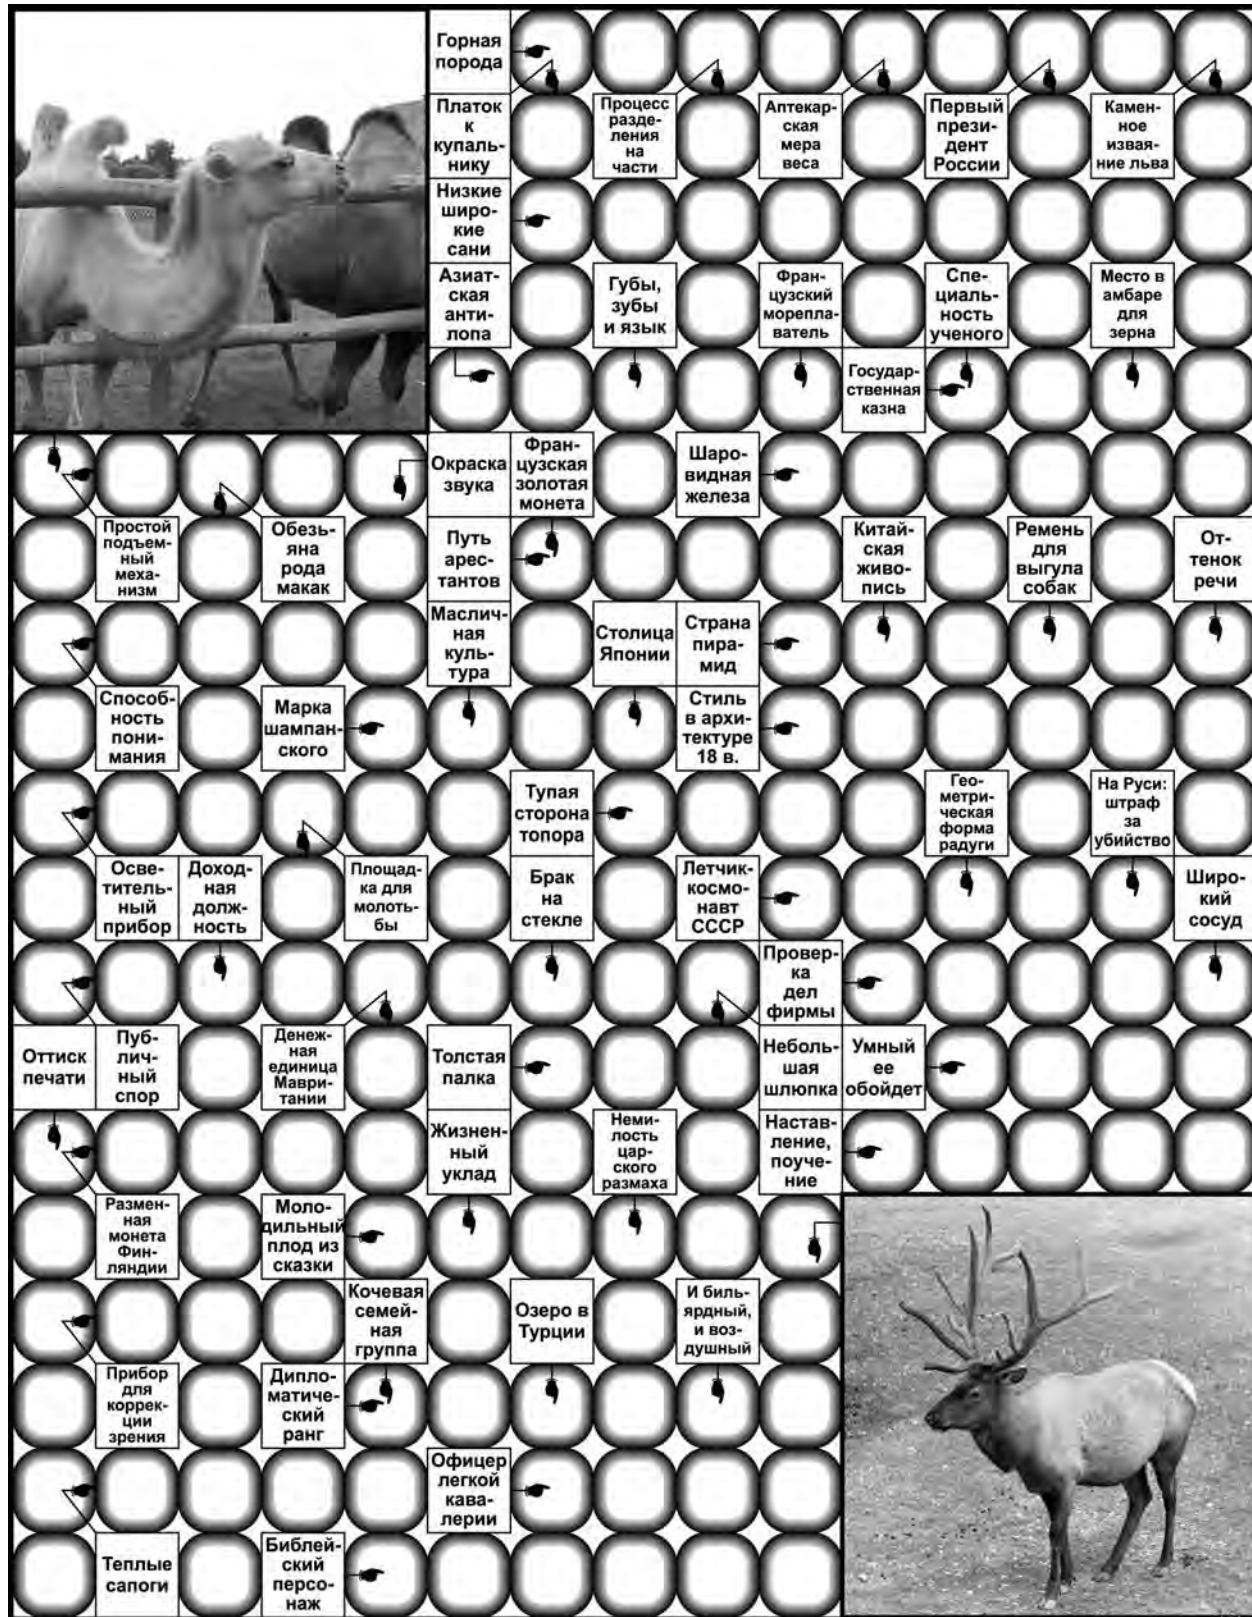 Горная
порода
Платок
к
купаль-
нику
Процесс
разде-
ления
на
части
Аптекар-
ская
мера
веса
Первый
прези-
дент
России
Камен-
ное
извая-
ние льва
Низкие
широ-
кие
сани
Азиат-
ская
анти-
лопа
Губы,
зубы
и язык
Фран-
цузский
морепла-
ватель
Спе-
циаль-
ность
ученого
Место в
амбаре
для
зерна
Государ-
ственная
казна
Окраска
звука
Фран-
цузская
золотая
монета
Шаро-
видная
железа
Простой
подъем-
ный
меха-
низм
Обезь-
яна
рода
макак
Путь
арес-
тантов
Китай-
ская
живо-
пись
Ремень
для
выгула
собак
От-
тенок
речи
Маслич-
ная
куль-
тура
Столица
Японии
Страна
пира-
мид
Способ-
ность
пони-
мания
Марка
шампан-
ского
Стиль
в архи-
тектуре
18 в.
Тупая
сторона
топора
Гео-
метри-
ческая
форма
радуги
На Руси:
штраф
за
убийство
Осве-
титель-
ный
прибор
Доход-
ная
долж-
ность
Площад-
ка для
молоть-
бы
Брак
на
стекле
Летчик-
космо-
навт
СССР
Широ-
кий
сосуд
Провер-
ка
дел
фирмы
Оттиск
печати
Пуб-
лич-
ный
спор
Денеж-
ная
единица
Маври-
тании
Толстая
палка
Неболь-
шая
шлюпка
Умный
ее
обойдет
Жизнен-
ный
уклад
Неми-
лость
цар-
ского
размаха
Настав-
ление,
поуче-
ние
Размен-
ная
монета
Фин-
ляндии
Моло-
дильный
плод из
сказки
Кочевая
семей-
ная
группа
Озеро в
Турции
И биль-
ярдный,
и воз-
душный
Прибор
для
коррек-
ции
зрения
Дипло-
матиче-
ский
ранг
Офицер
легкой
кава-
лерии
Теплые
сапоги
Библей-
ский
персо-
наж